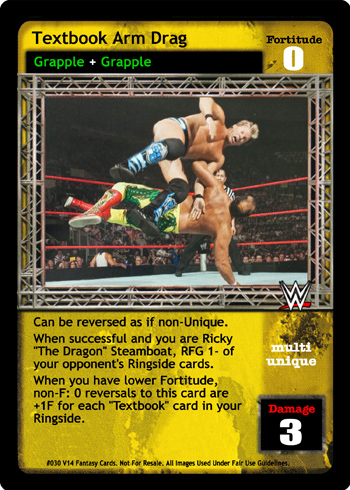 Textbook Arm Drag
Fortitude
0
Grapple + Grapple
W
Can be reversed as if non-Unique.
When successful and you are Ricky
"The Dragon" Steamboat, RFG 1- of
your opponent's Ringside cards.
When you have lower Fortitude,
non-F: 0 reversals to this card are
+1F for each "Textbook" card in your
Ringside.
multi
unique
Damage
3
#030 V14 Fantasy Cards. Not For Resale. All Images Used Under Fair Use Guidelines.